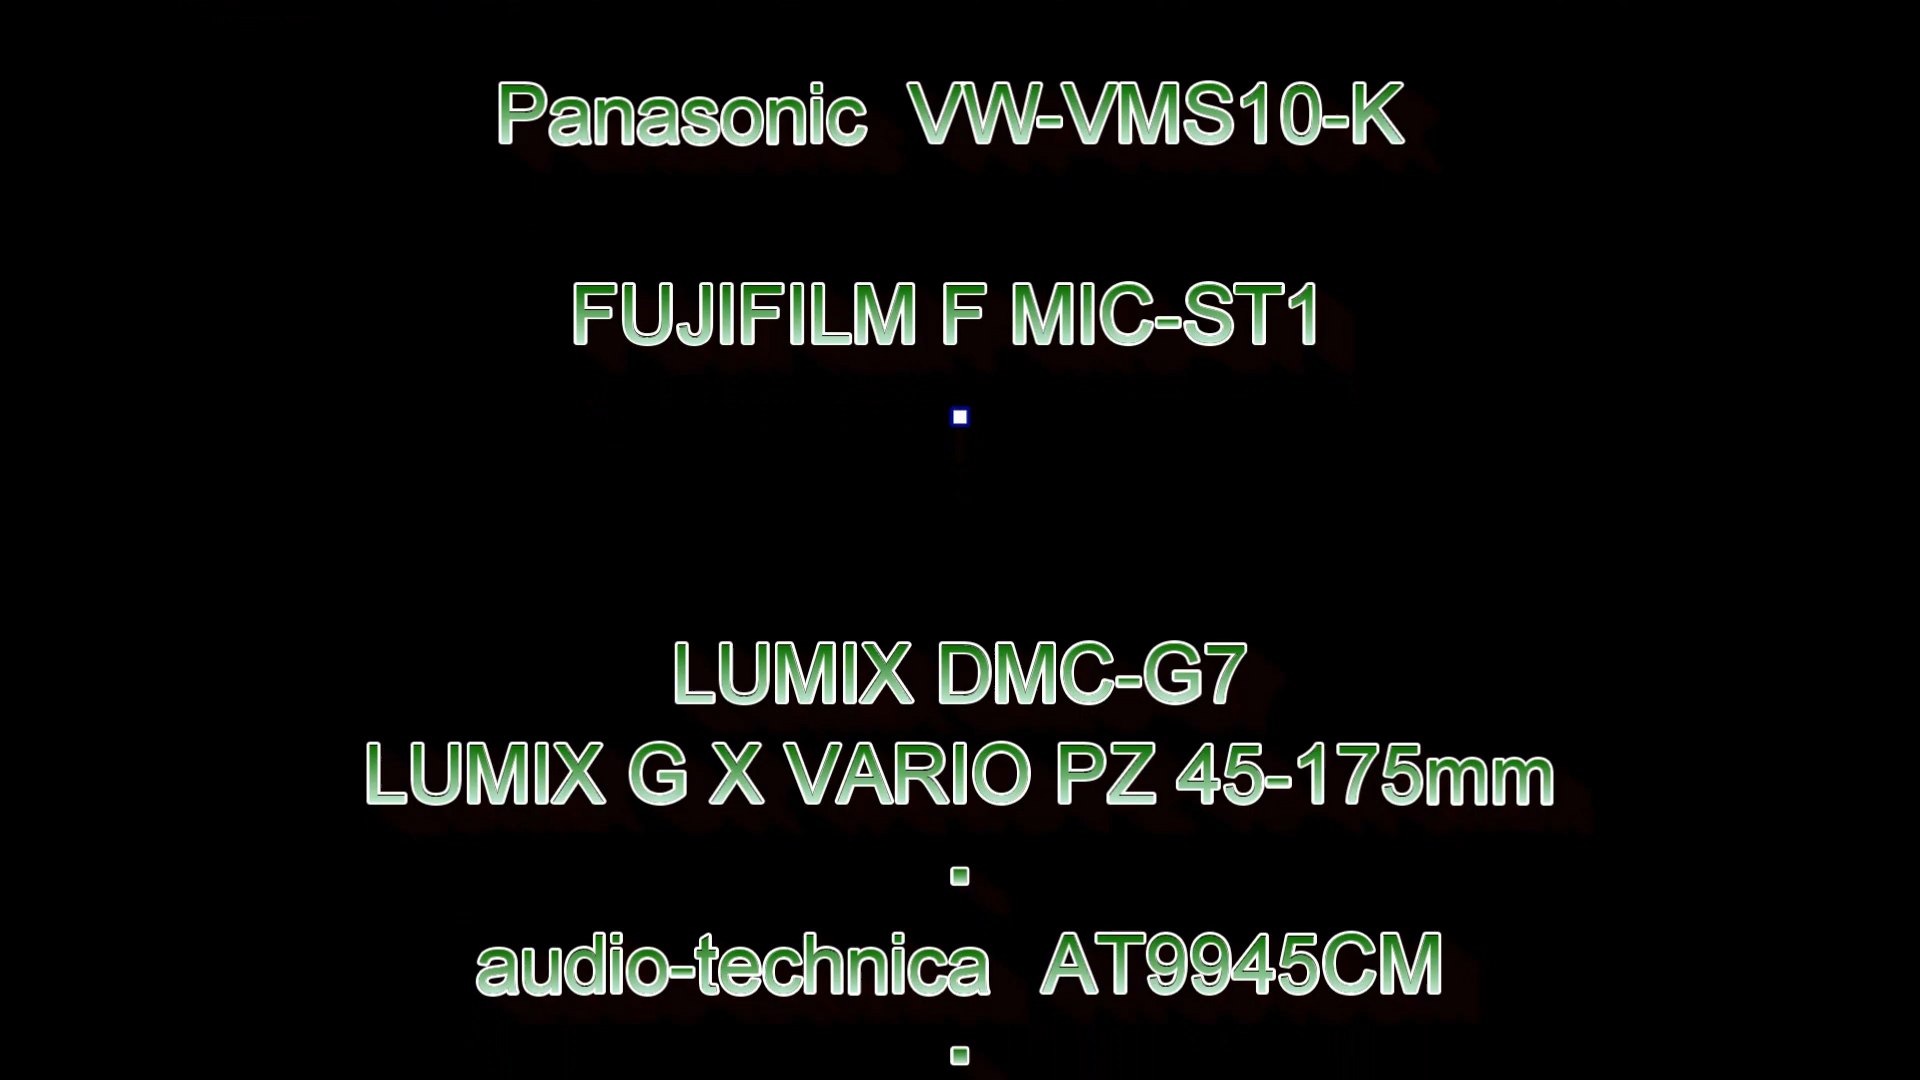 Panasonic VW-VMS10-K
FUJIFILM F MIC-ST1
.
LUMIX DMC-G7
LUMIX G X VARIO PZ 45-175mm
.
audio-technica AT9945CM
.